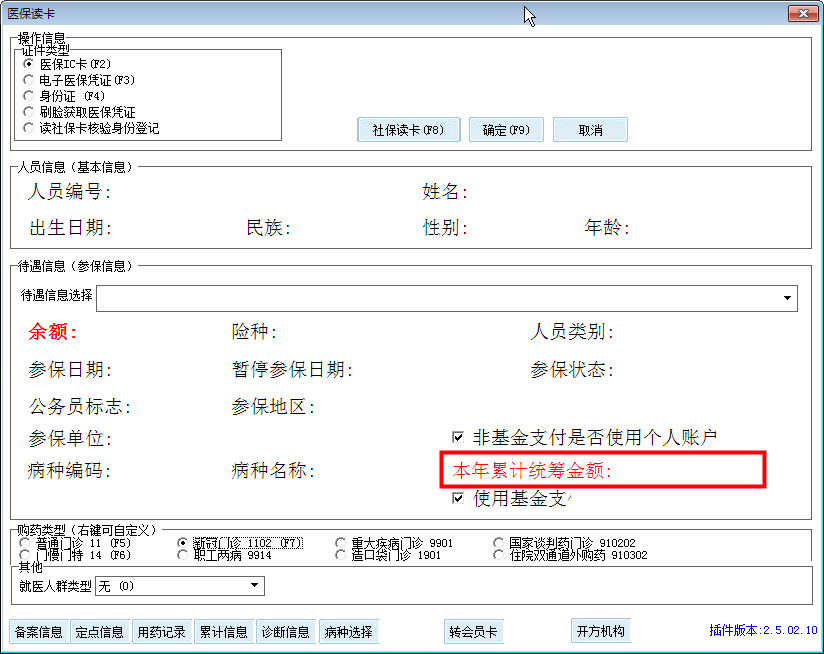 医保读卡
操作信息
证件类型
医保IC卡(F2)
电子医保凭证(F3)
身份证 (F4)
刷脸获取医保凭证
读社保卡核验身份登记
社保读卡(F8) 确定(F9) 取消
人员信息（基本信息）
人员编号: 姓名:
出生日期: 民族: 性别: 年龄:
待遇信息（参保信息）
待遇信息选择
余额: 险种: 人员类别:
参保日期: 暂停参保日期: 参保状态:
公务员标志: 参保地区:
参保单位: 非基金支付是否使用个人账户
病种编码: 病种名称: 本年累计统筹金额:
使用基金支
购药类型（右键可自定义）
普通门诊 11 (F5) 新冠门诊 1102 (F7) 重大疾病门诊 9901 国家谈判药门诊 910202
门慢门特 14 (F6) 职工两病 9914 造口袋门诊 1901 住院双通道外购药 910302
其他
就医人群类型 无 (0)
备案信息 定点信息 用药记录 累计信息 诊断信息 病种选择 转会员卡 开方机构 插件版本:2.5.02.10